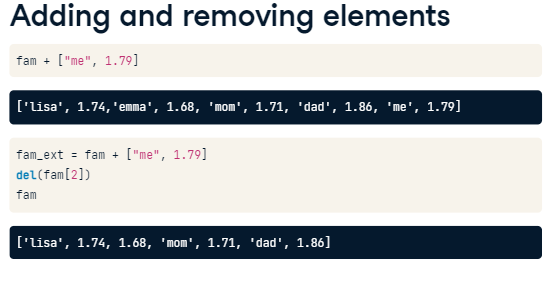 Adding and removing elements
fam + ["me", 1.79]
['lisa', 1.74,'emma', 1.68, 'mom', 1.71, 'dad', 1.86, 'me', 1.79]
fam_ext = fam + ["me", 1.79]
del(fam[2])
fam
['lisa', 1.74, 1.68, 'mom', 1.71, 'dad', 1.86]